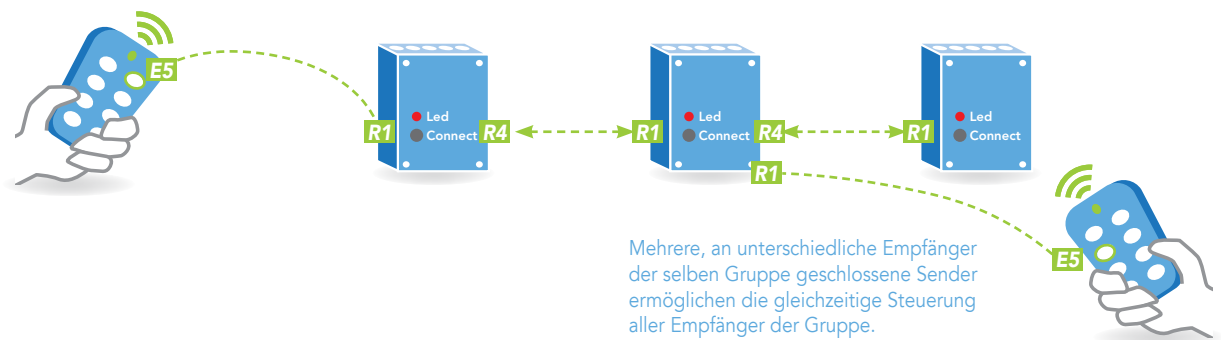 E5
R1
Led
Connect
R4
R1
Led
Connect
R4
R1
R1
Led
Connect
E5
Mehrere, an unterschiedliche Empfänger
der selben Gruppe geschlossene Sender
ermöglichen die gleichzeitige Steuerung
aller Empfänger der Gruppe.